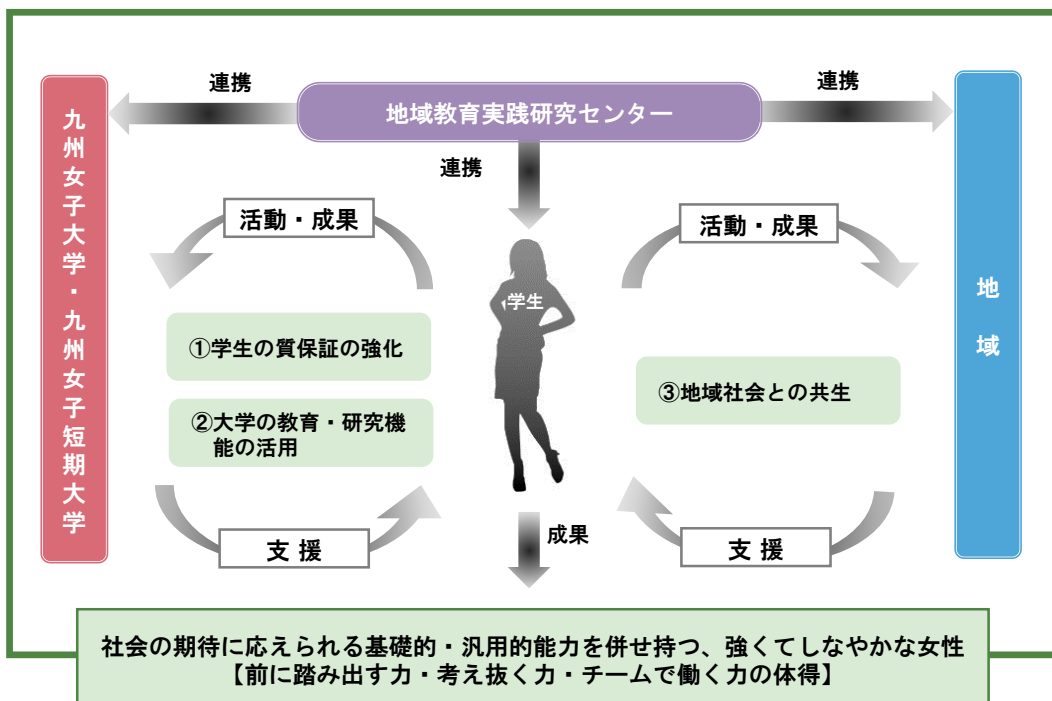 連携
連携
地域教育実践研究センター
連携
九州女子大学・九州女子短期大学
地域
活動・成果
活動・成果
学生
①学生の質保証の強化
②大学の教育・研究機
能の活用
③地域社会との共生
支 援
支 援
成果
社会の期待に応えられる基礎的・汎用的能力を併せ持つ、強くてしなやかな女性
【前に踏み出す力・考え抜く力・チームで働く力の体得】